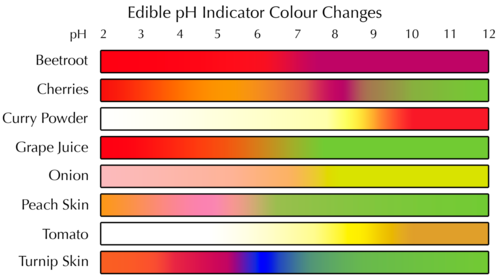 Edible pH Indicator Colour Changes
pH 2 3 4 5 6 7 8 9 10 11 12
Beetroot
Cherries
Curry Powder
Grape Juice
Onion
Peach Skin
Tomato
Turnip Skin